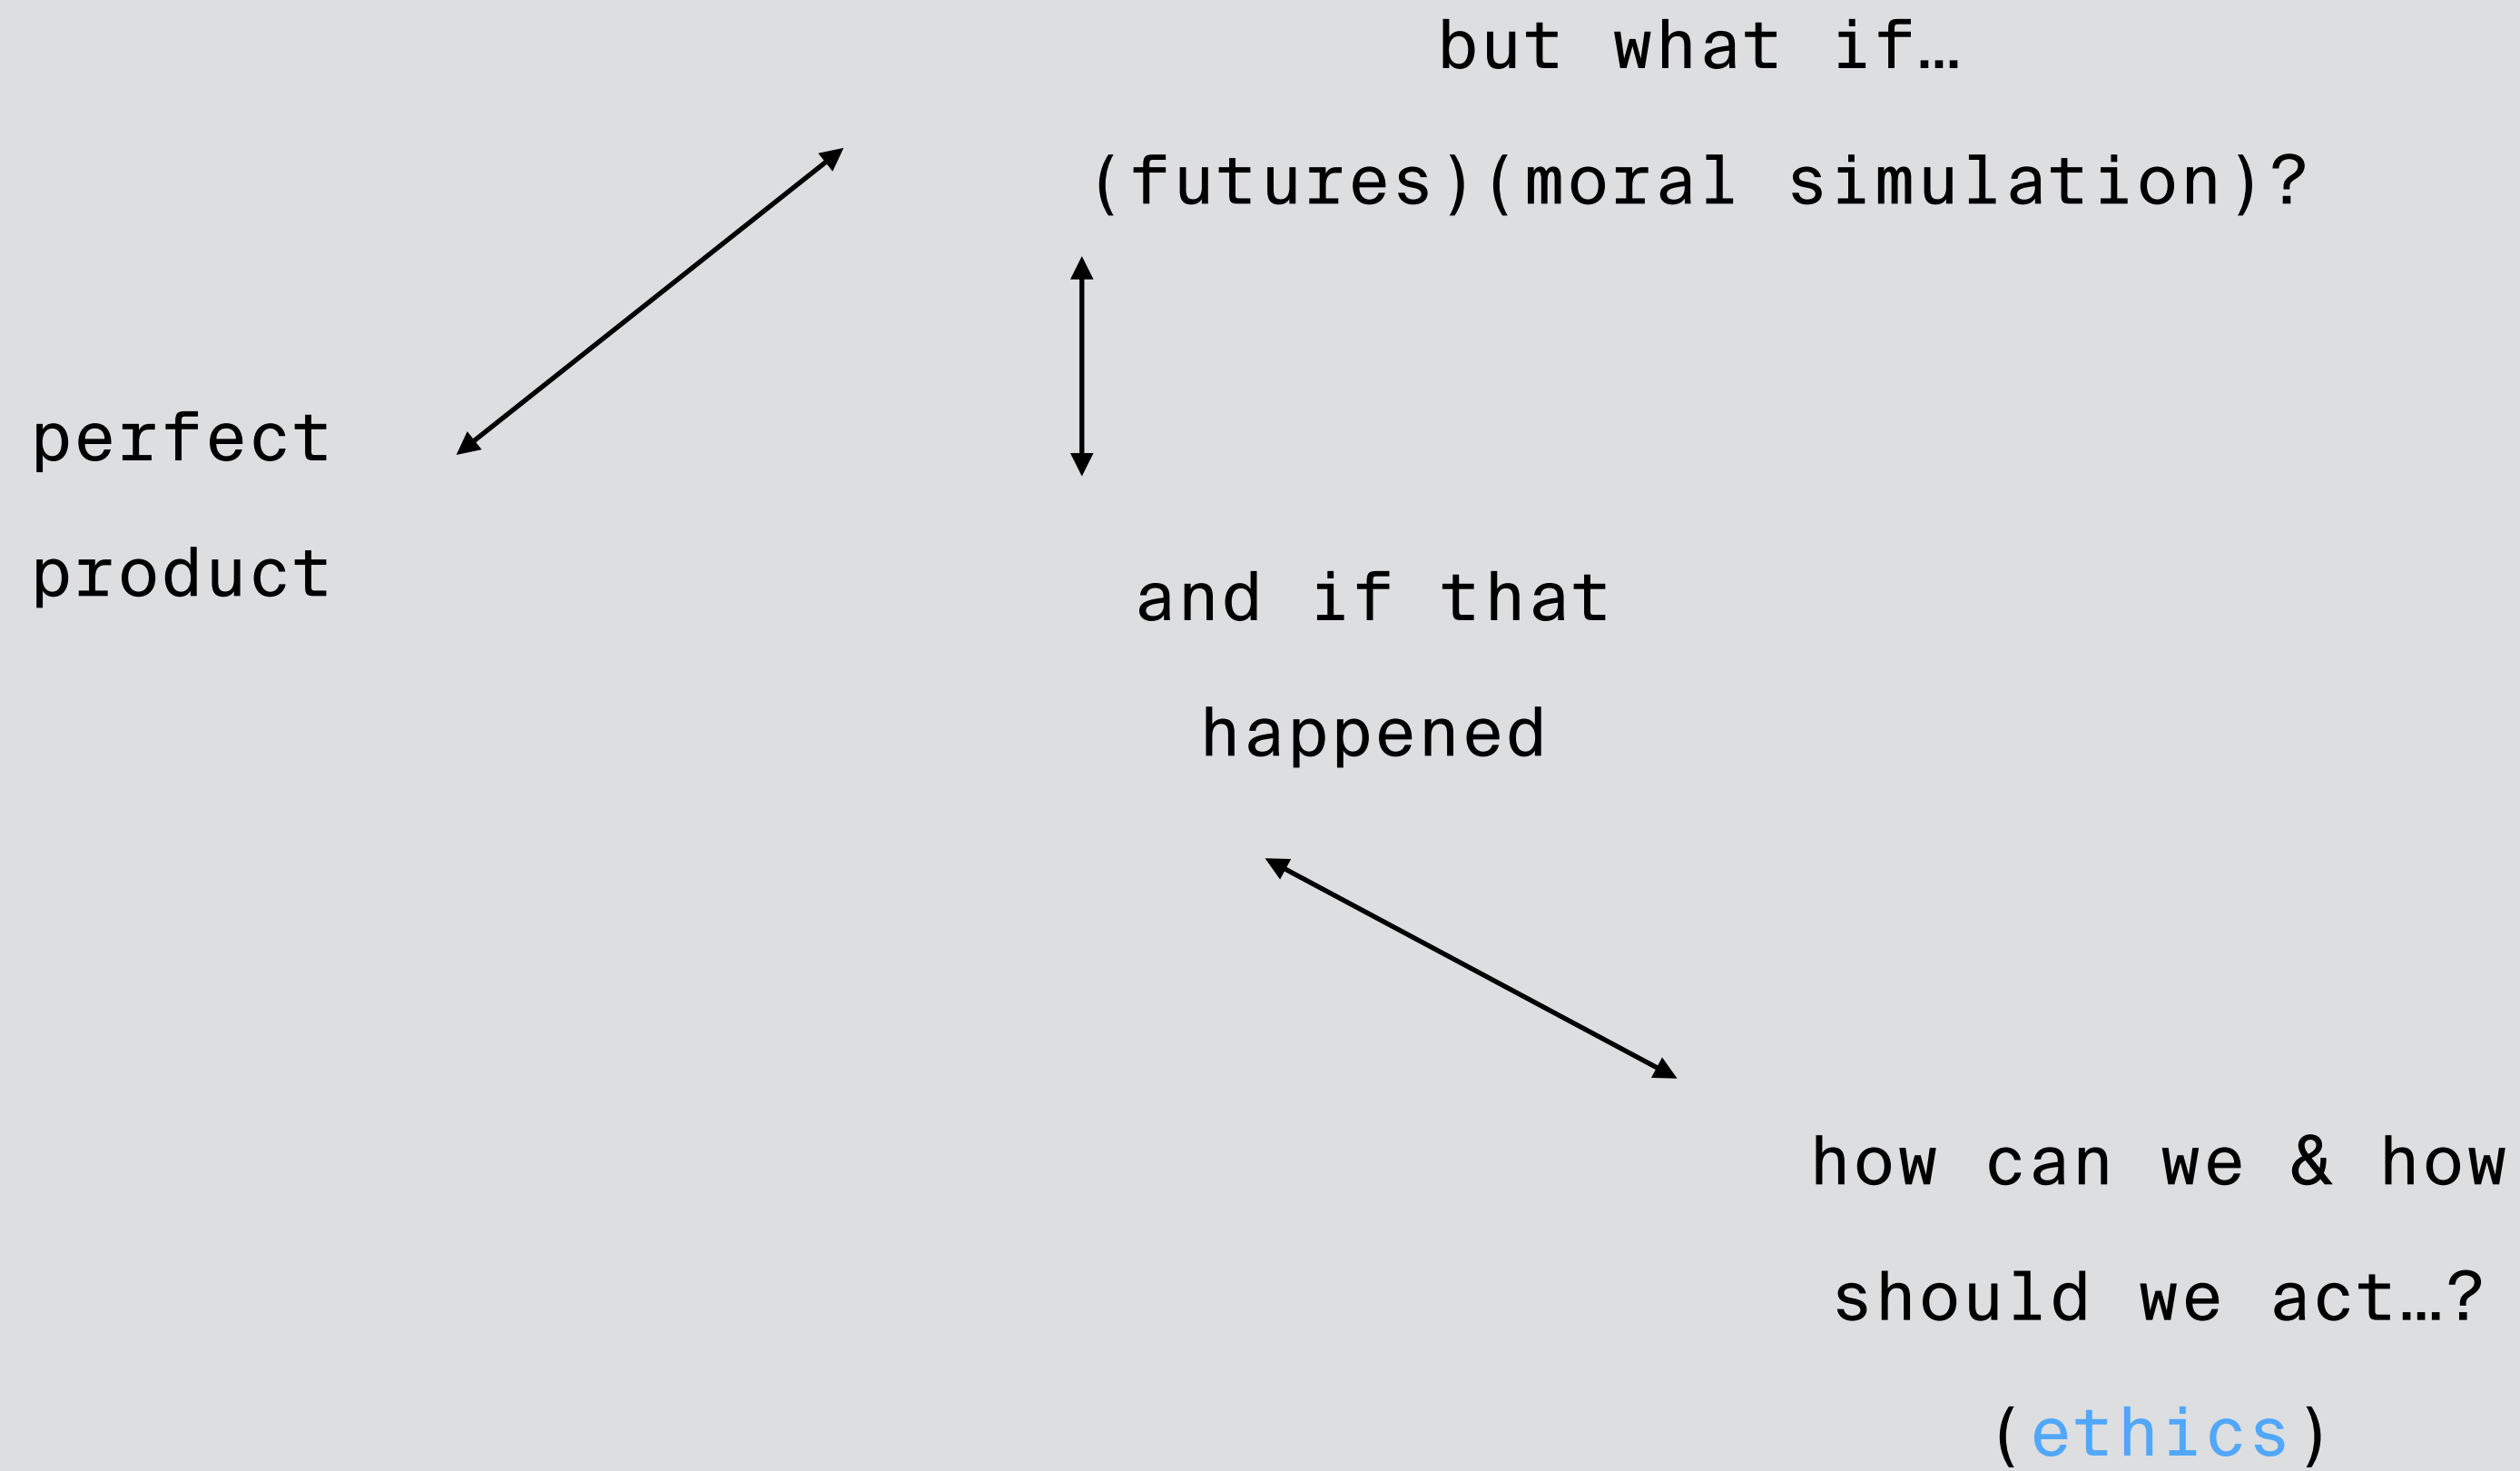 but what if…
(futures)(moral simulation)?
perfect
product
and if that
happened
how can we & how
should we act…?
(ethics)